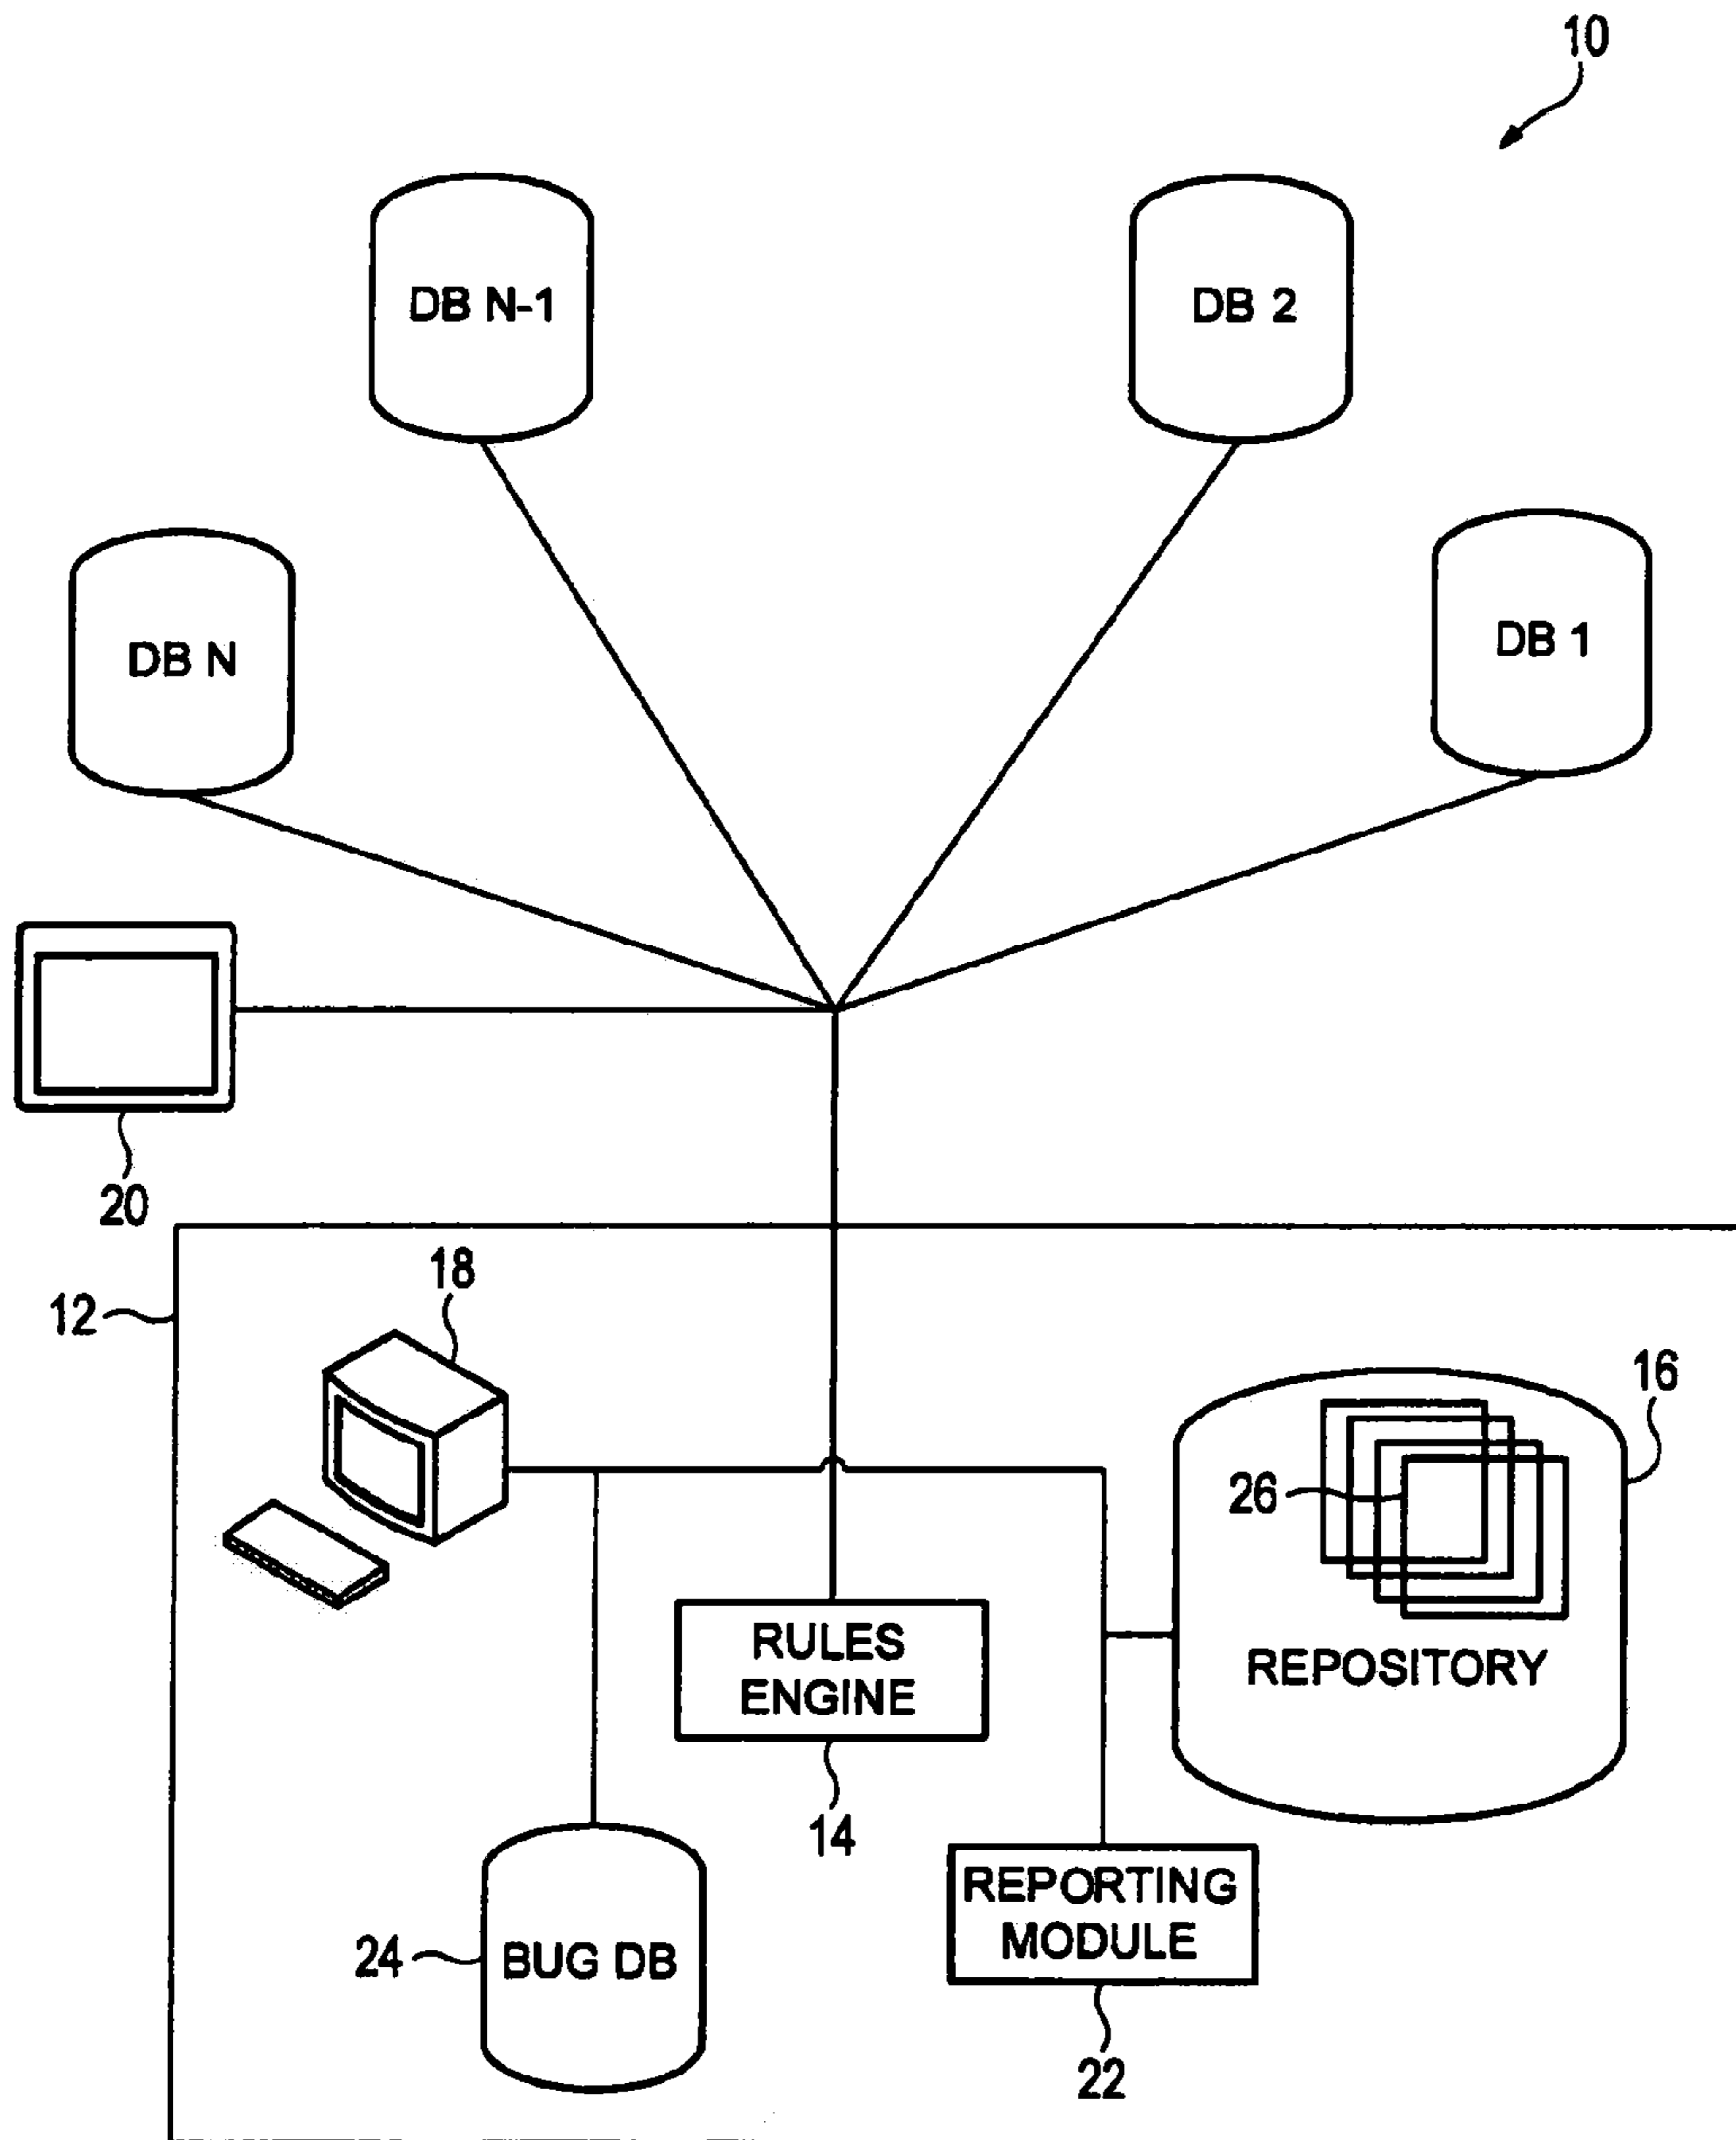 10
DB N-1
DB 2
DB N
DB 1
20
18
12
16
26
RULES
ENGINE
REPOSITORY
14
REPORTING
MODULE
24
BUG DB
22